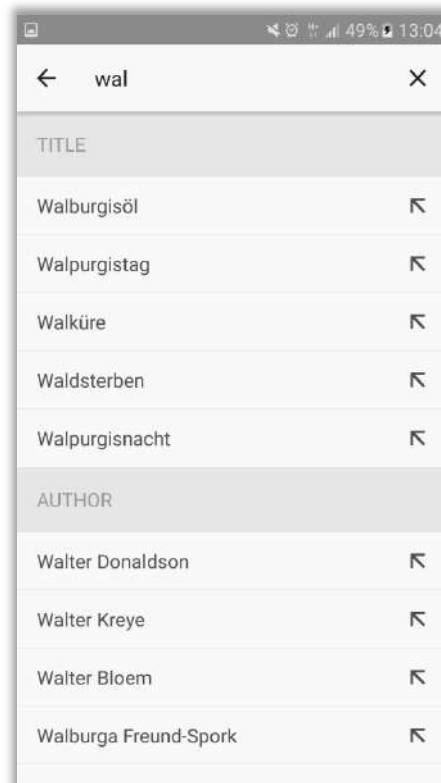 49% 13:04
wal
TITLE
Walburgisöl
Walpurgistag
Walküre
Waldsterben
Walpurgisnacht
AUTHOR
Walter Donaldson
Walter Kreye
Walter Bloem
Walburga Freund-Spork